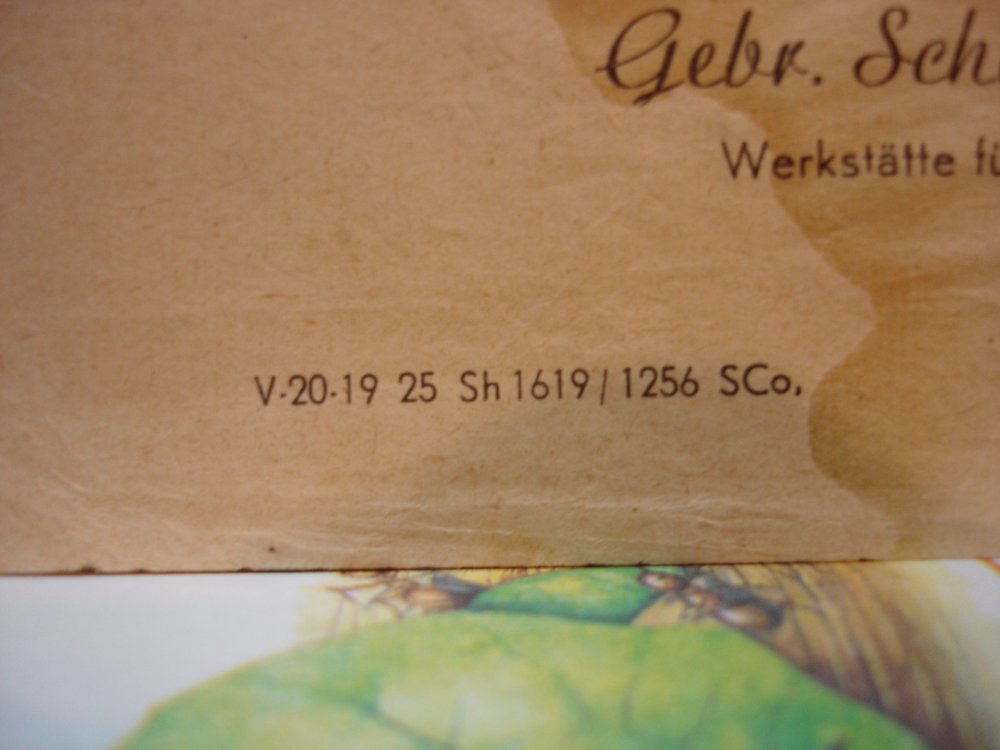 Gebr. Sch
Werkstätte fü
V-20-19 25 Sh 1619/1256 SCo.